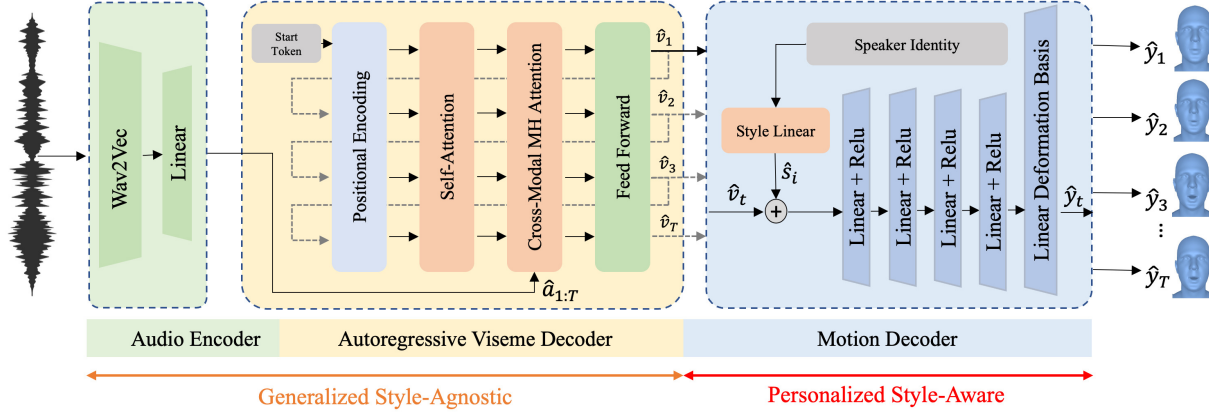 Wav2Vec
Linear
Start
Token
Positional Encoding
Self-Attention
Cross-Modal MH Attention
Feed Forward
v̂₁
v̂₂
v̂₃
v̂_T
â₁:T
Speaker Identity
Style Linear
ŝᵢ
v̂ₜ
+
Linear + Relu
Linear + Relu
Linear + Relu
Linear + Relu
Linear Deformation Basis
ŷₜ
ŷ₁
ŷ₂
ŷ₃
...
ŷ_T
Audio Encoder
Autoregressive Viseme Decoder
Motion Decoder
Generalized Style-Agnostic
Personalized Style-Aware